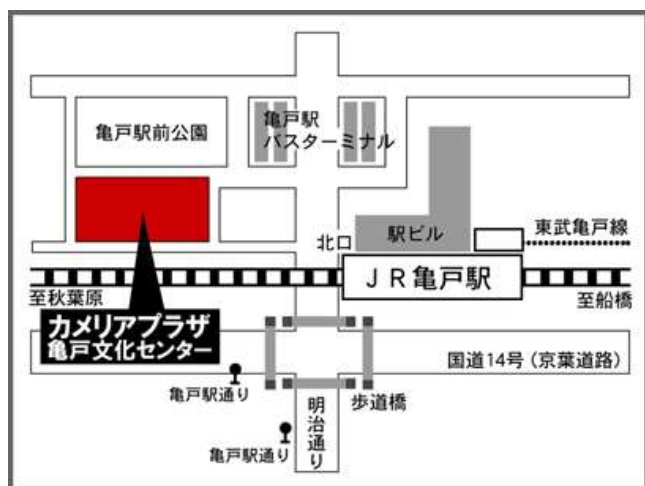 亀戸駅前公園
亀戸駅
バスターミナル
北口
駅ビル
東武亀戸線
JR亀戸駅
至秋葉原
至船橋
カメリアプラザ
亀戸文化センター
国道14号(京葉道路)
亀戸駅通り
歩道橋
明治通り
亀戸駅通り